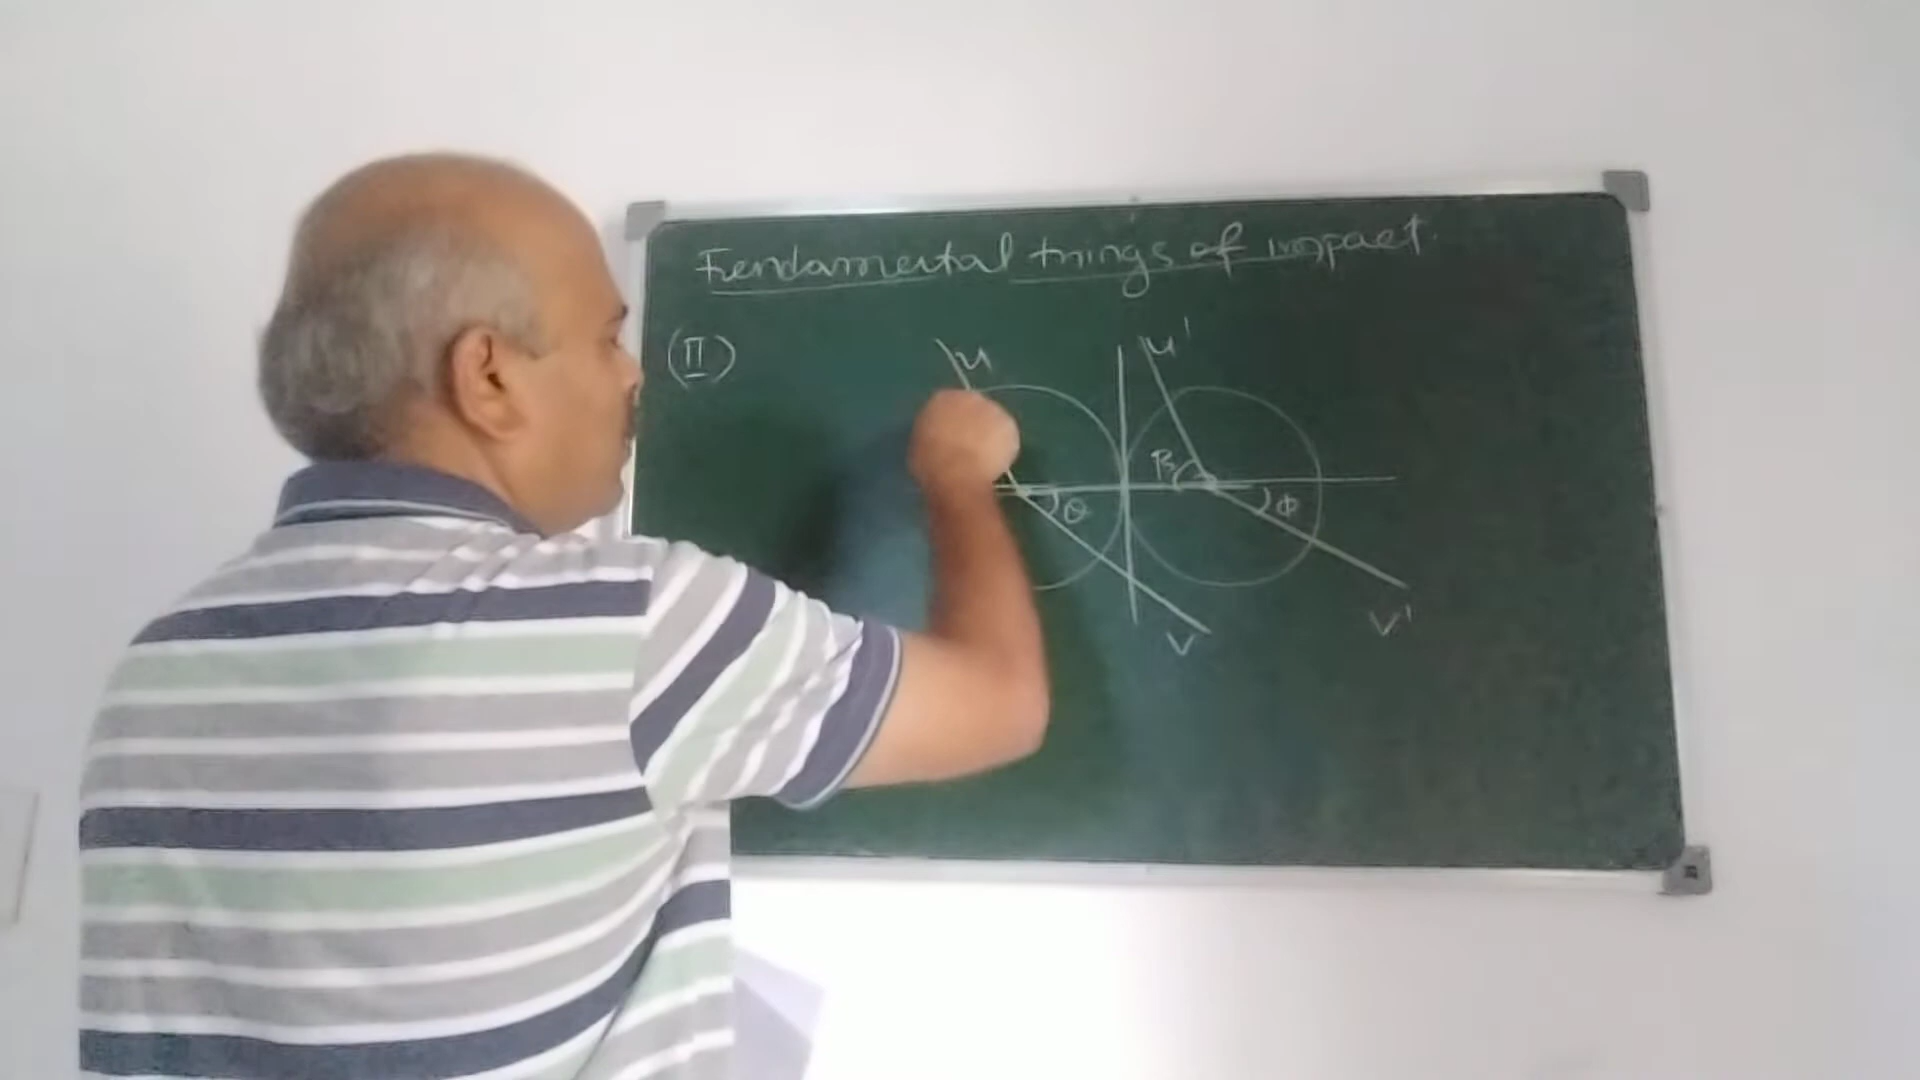 Fundamental things of impact.
(II)
u
u'
β
θ
φ
v
v'